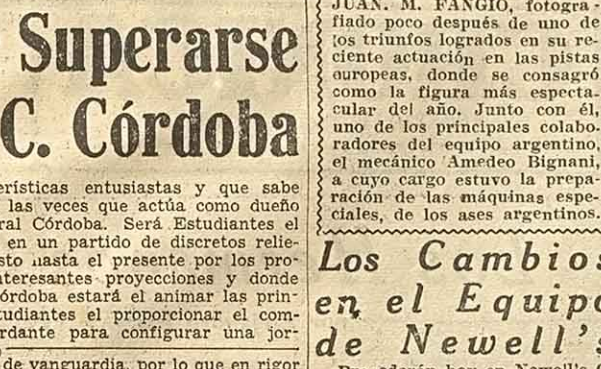 Superarse
C. Córdoba
erísticas entusiastas y que sabe
las veces que actúa como dueño
ral Córdoba. Será Estudiantes el
en un partido de discretos relie-
sto hasta el presente por los pro-
nteresantes proyecciones y donde
órdoba estará el animar las prin-
tudiantes el proporcionar el com-
rdante para configurar una jor-
de vanguardia, por lo que en rigor
JUAN. M. FANGIO, fotogra-
fiado poco después de uno de
los triunfos logrados en su re-
ciente actuación en las pistas
europeas, donde se consagró
como la figura más especta-
cular del año. Junto con él,
uno de los principales colabo-
radores del equipo argentino,
el mecánico Amedeo Bignani,
a cuyo cargo estuvo la prepa-
ración de las máquinas espe-
ciales, de los ases argentinos.
Los Cambios
en el Equipo
de Newell's
hoy en Newell's